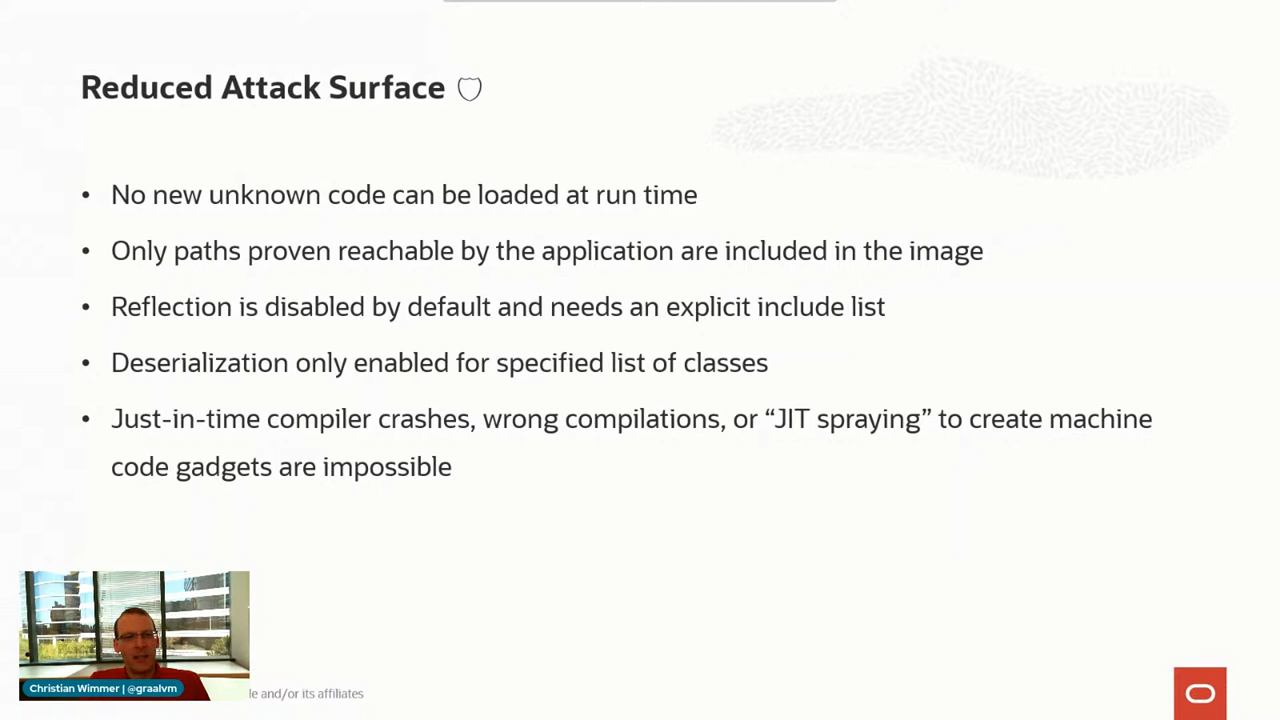 Reduced Attack Surface
• No new unknown code can be loaded at run time
• Only paths proven reachable by the application are included in the image
• Reflection is disabled by default and needs an explicit include list
• Deserialization only enabled for specified list of classes
• Just-in-time compiler crashes, wrong compilations, or “JIT spraying” to create machine
code gadgets are impossible
Christian Wimmer | @graalvm
le and/or its affiliates